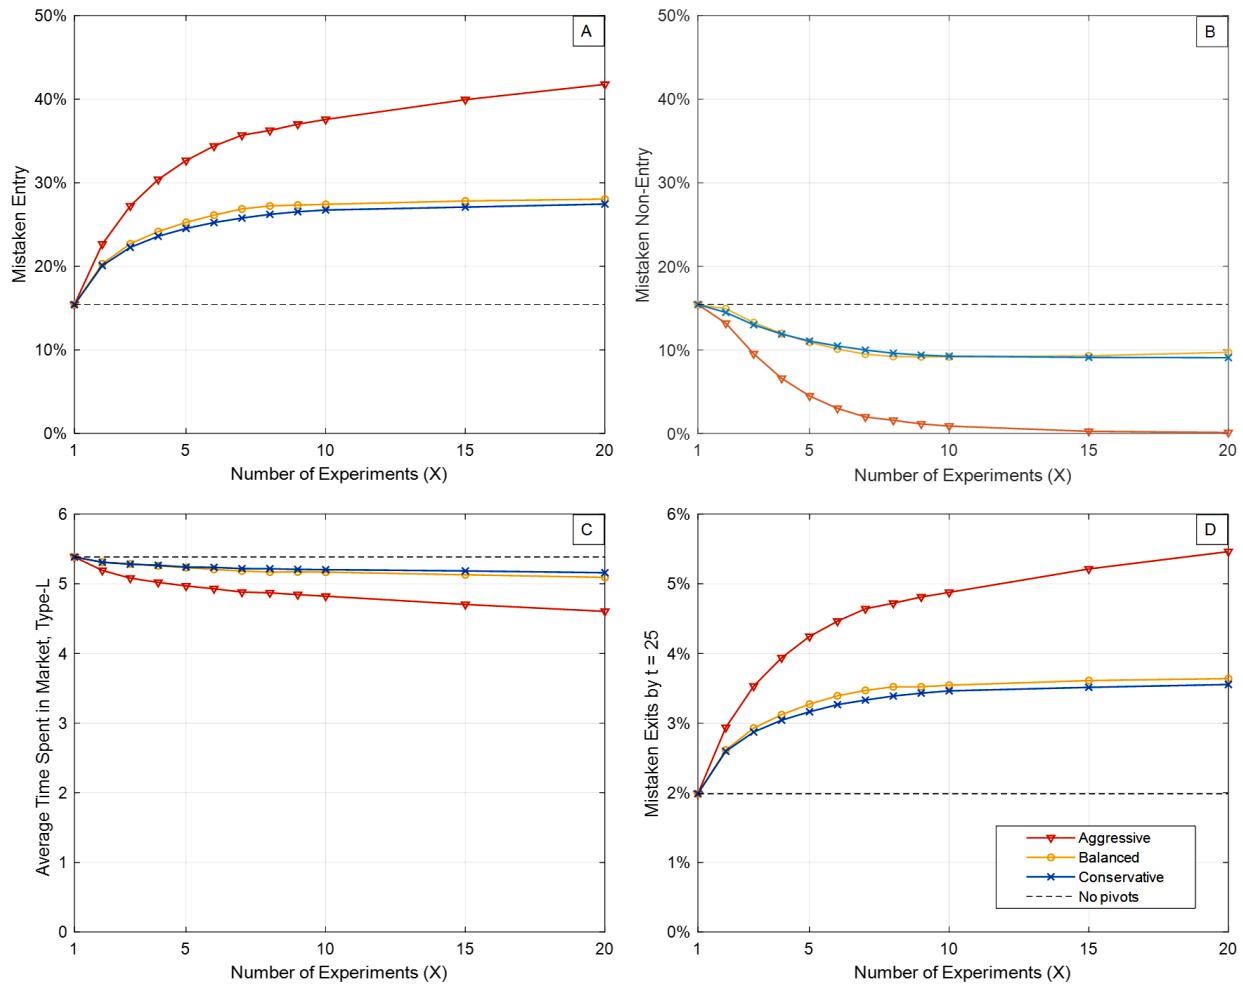 A
50%
40%
30%
20%
10%
0%
Mistaken Entry
1
5
10
15
20
Number of Experiments (X)
B
50%
40%
30%
20%
10%
0%
Mistaken Non-Entry
1
5
10
15
20
Number of Experiments (X)
C
6
5
4
3
2
1
0
Average Time Spent in Market, Type-L
1
5
10
15
20
Number of Experiments (X)
D
6%
5%
4%
3%
2%
1%
0%
Mistaken Exits by t = 25
Aggressive
Balanced
Conservative
No pivots
1
5
10
15
20
Number of Experiments (X)